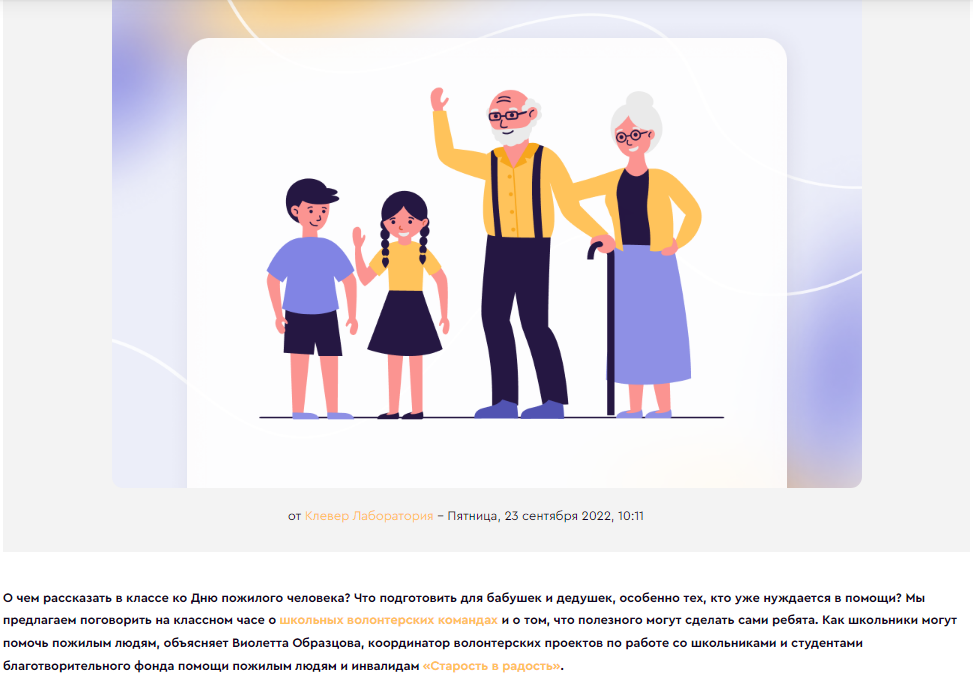 от Клевер Лаборатория – Пятница, 23 сентября 2022, 10:11
О чем рассказать в классе ко Дню пожилого человека? Что подготовить для бабушек и дедушек, особенно тех, кто уже нуждается в помощи? Мы
предлагаем поговорить на классном часе о школьных волонтерских командах и о том, что полезного могут сделать сами ребята. Как школьники могут
помочь пожилым людям, объясняет Виолетта Образцова, координатор волонтерских проектов по работе со школьниками и студентами
благотворительного фонда помощи пожилым людям и инвалидам «Старость в радость».